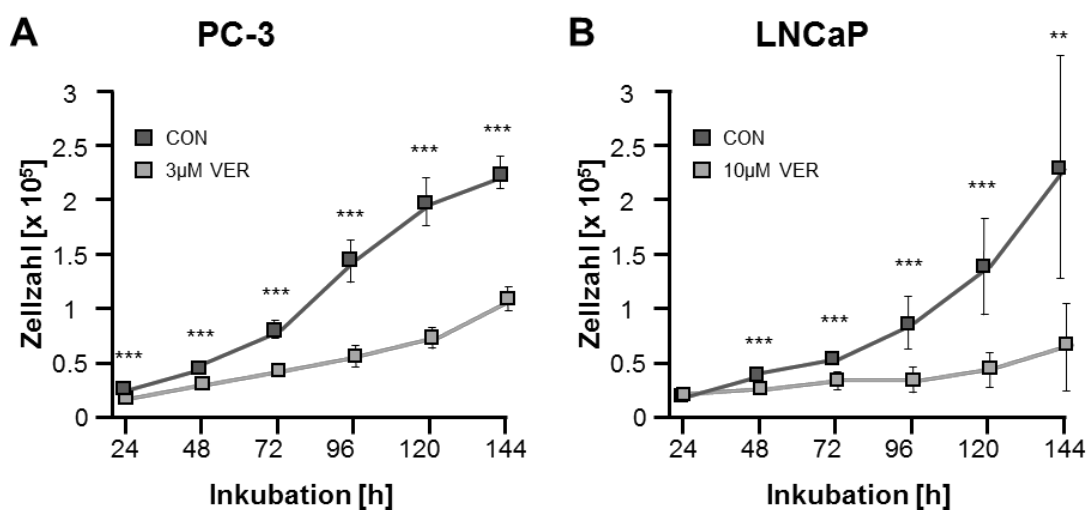 A PC-3
*** *** *** *** *** ***
CON
3µM VER
Zellzahl [x 10⁵]
3
2.5
2
1.5
1
0.5
0
24 48 72 96 120 144
Inkubation [h]
B LNCaP
*** *** *** *** **
CON
10µM VER
Zellzahl [x 10⁵]
3
2.5
2
1.5
1
0.5
0
24 48 72 96 120 144
Inkubation [h]